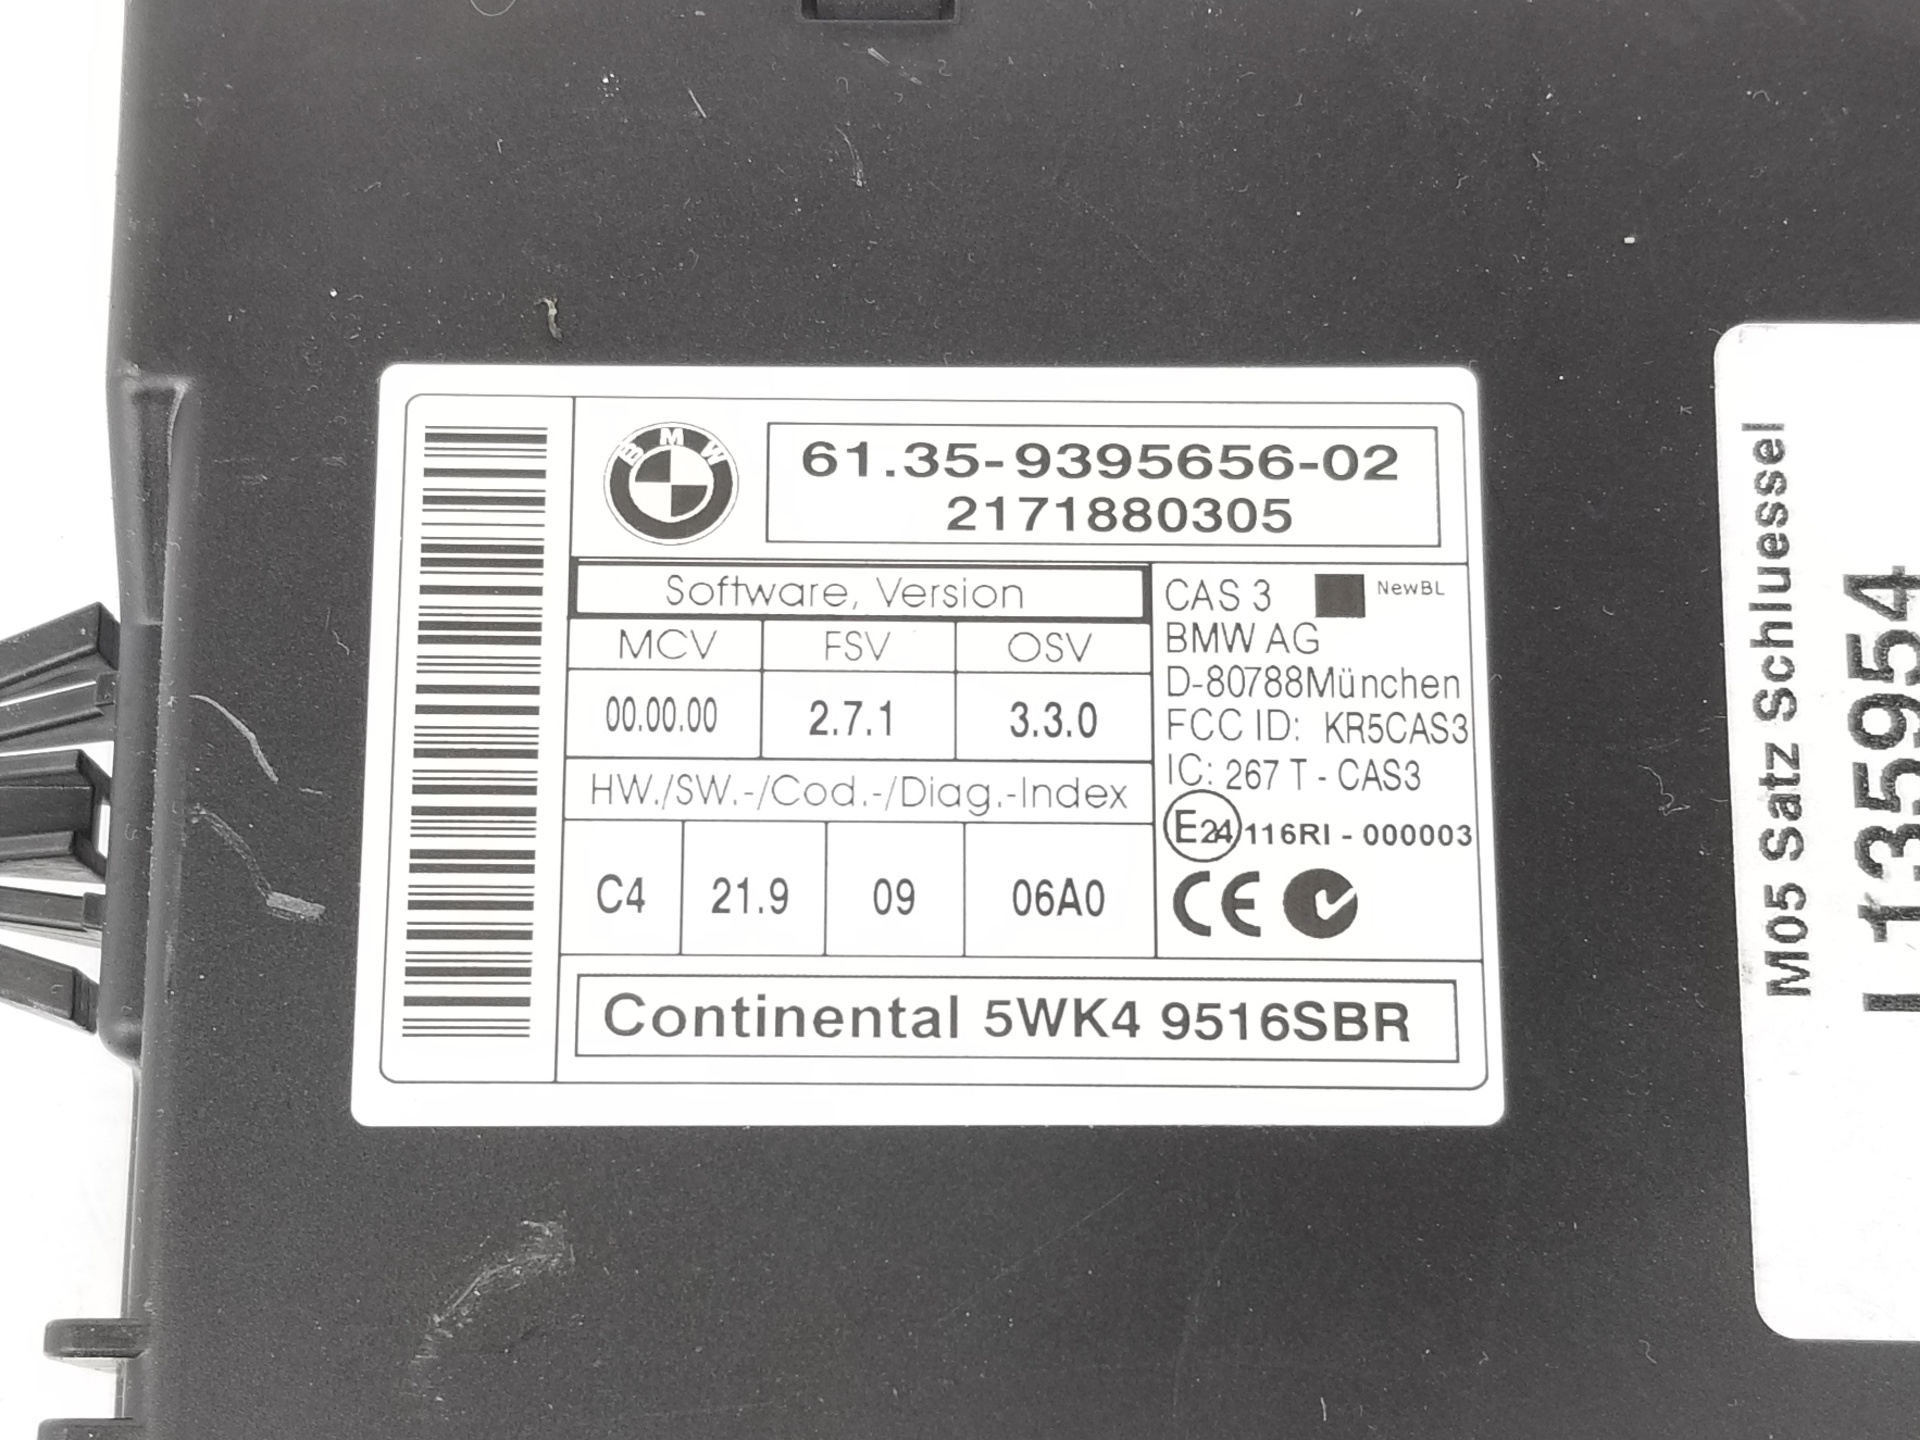 BMW
61.35-9395656-02
2171880305
Software, Version
MCV FSV OSV
00.00.00 2.7.1 3.3.0
HW./SW.-/Cod.-/Diag.-Index
C4 21.9 09 06A0
CAS 3 NewBL
BMW AG
D-80788München
FCC ID: KR5CAS3
IC: 267 T - CAS3
E24 116RI - 000003
CE
Continental 5WK4 9516SBR
M05 Satz Schluessel